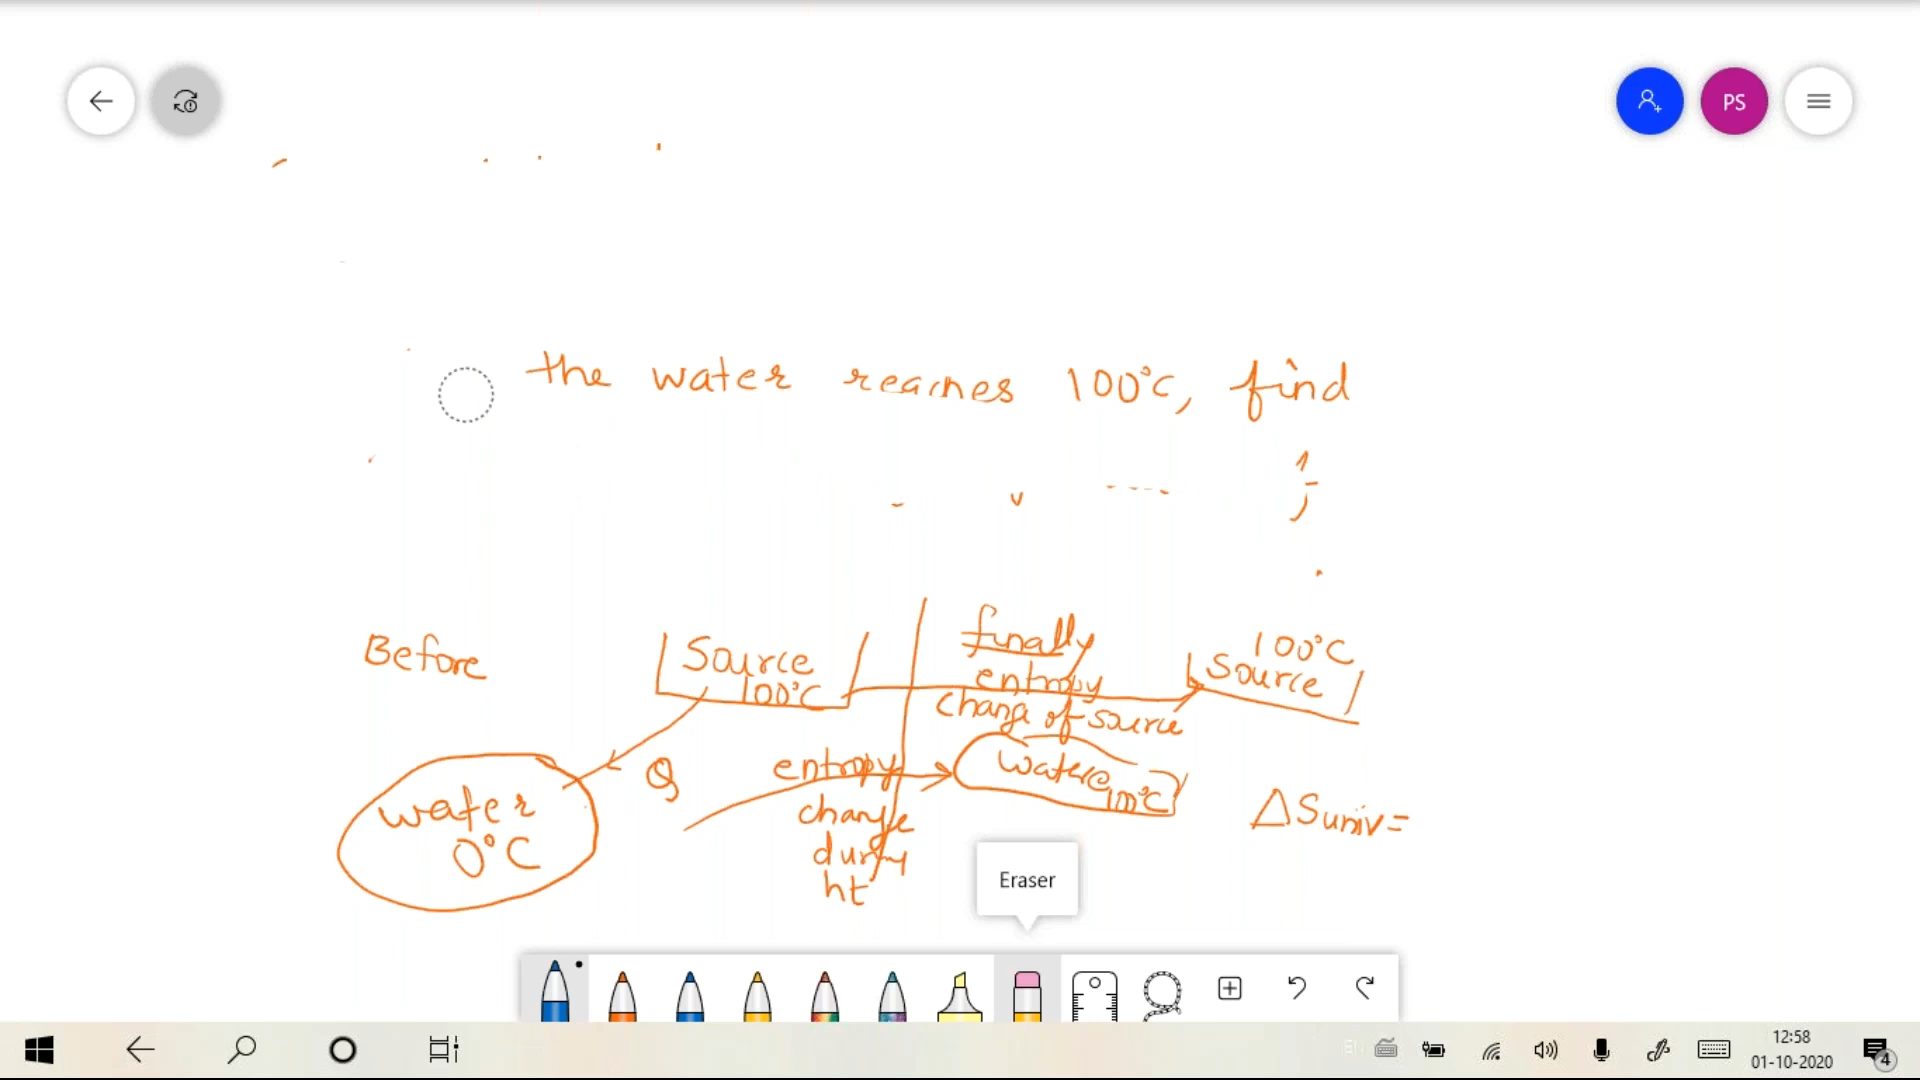 PS
the water reaches 100°C, find
Before
Source
100°C
finally
entropy
change of source
100°C
Source
water
0°C
Q
entropy
change
during
ht
water
100°C
ΔSuniv=
Eraser
12:58
01-10-2020
4